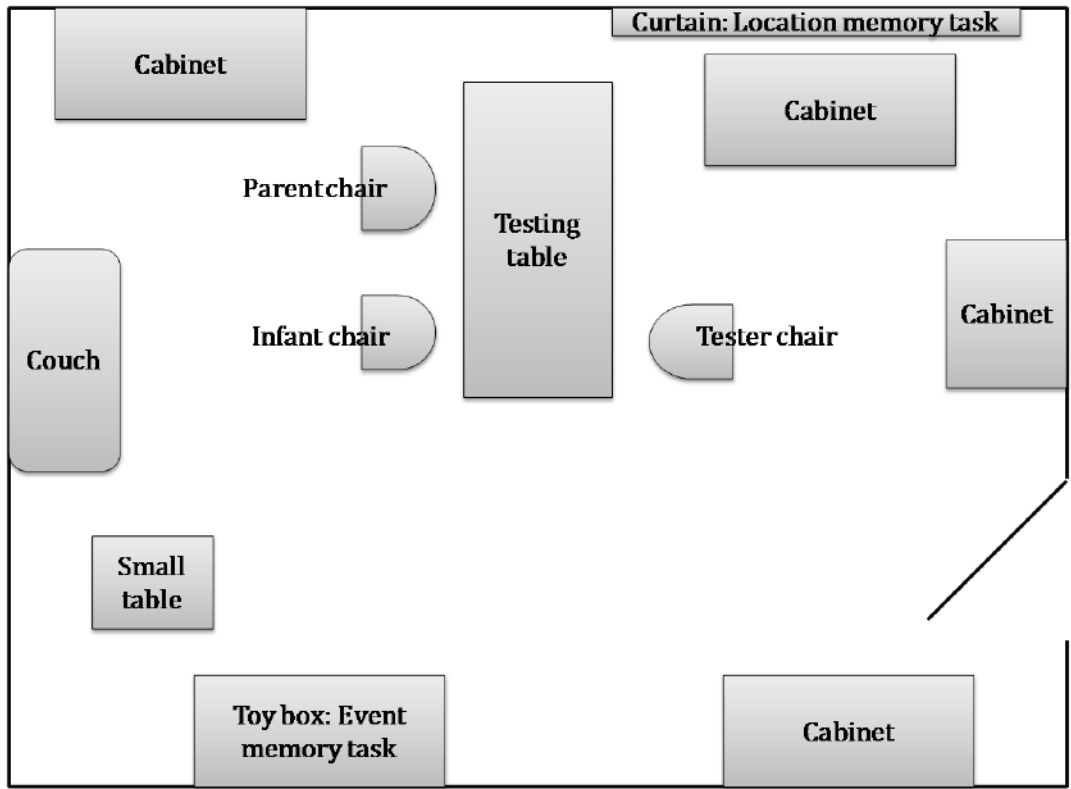 Curtain: Location memory task
Cabinet
Cabinet
Parent chair
Testing
table
Cabinet
Infant chair
Tester chair
Couch
Small
table
Toy box: Event
memory task
Cabinet